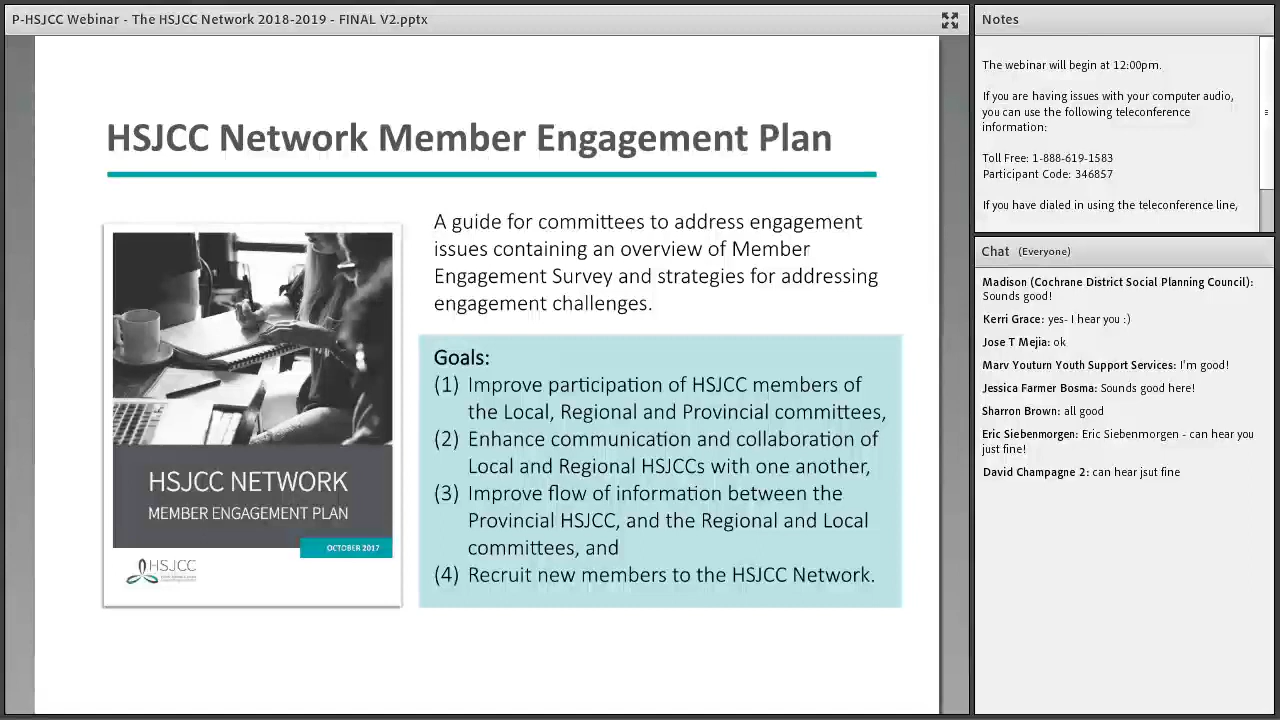 P-HSJCC Webinar - The HSJCC Network 2018-2019 - FINAL V2.pptx
HSJCC Network Member Engagement Plan
A guide for committees to address engagement
issues containing an overview of Member
Engagement Survey and strategies for addressing
engagement challenges.
Goals:
(1) Improve participation of HSJCC members of
the Local, Regional and Provincial committees,
(2) Enhance communication and collaboration of
Local and Regional HSJCCs with one another,
(3) Improve flow of information between the
Provincial HSJCC, and the Regional and Local
committees, and
(4) Recruit new members to the HSJCC Network.
HSJCC NETWORK
MEMBER ENGAGEMENT PLAN
OCTOBER 2017
HSJCC
Notes
The webinar will begin at 12:00pm.
If you are having issues with your computer audio,
you can use the following teleconference
information:
Toll Free: 1-888-619-1583
Participant Code: 346857
If you have dialed in using the teleconference line,
Chat (Everyone)
Madison (Cochrane District Social Planning Council):
Sounds good!
Kerri Grace: yes- I hear you :)
Jose T Mejia: ok
Marv Youturn Youth Support Services: I'm good!
Jessica Farmer Bosma: Sounds good here!
Sharron Brown: all good
Eric Siebenmorgen: Eric Siebenmorgen - can hear you
just fine!
David Champagne 2: can hear jsut fine